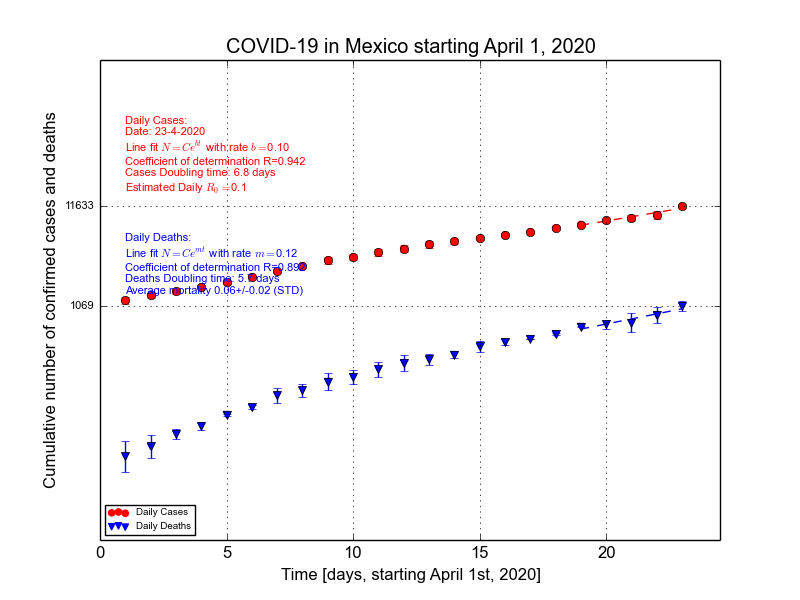 COVID-19 in Mexico starting April 1, 2020
Cumulative number of confirmed cases and deaths
Daily Cases:
Date: 23-4-2020
Line fit N = Ce^{bt} with rate b = 0.10
Coefficient of determination R=0.942
Cases Doubling time: 6.8 days
Estimated Daily R_0 = 0.1
11633
Daily Deaths:
Line fit N = Ce^{mt} with rate m = 0.12
Coefficient of determination R=0.89
Deaths Doubling time: 5. days
Average mortality 0.06+/-0.02 (STD)
1069
Daily Cases
Daily Deaths
0 5 10 15 20
Time [days, starting April 1st, 2020]